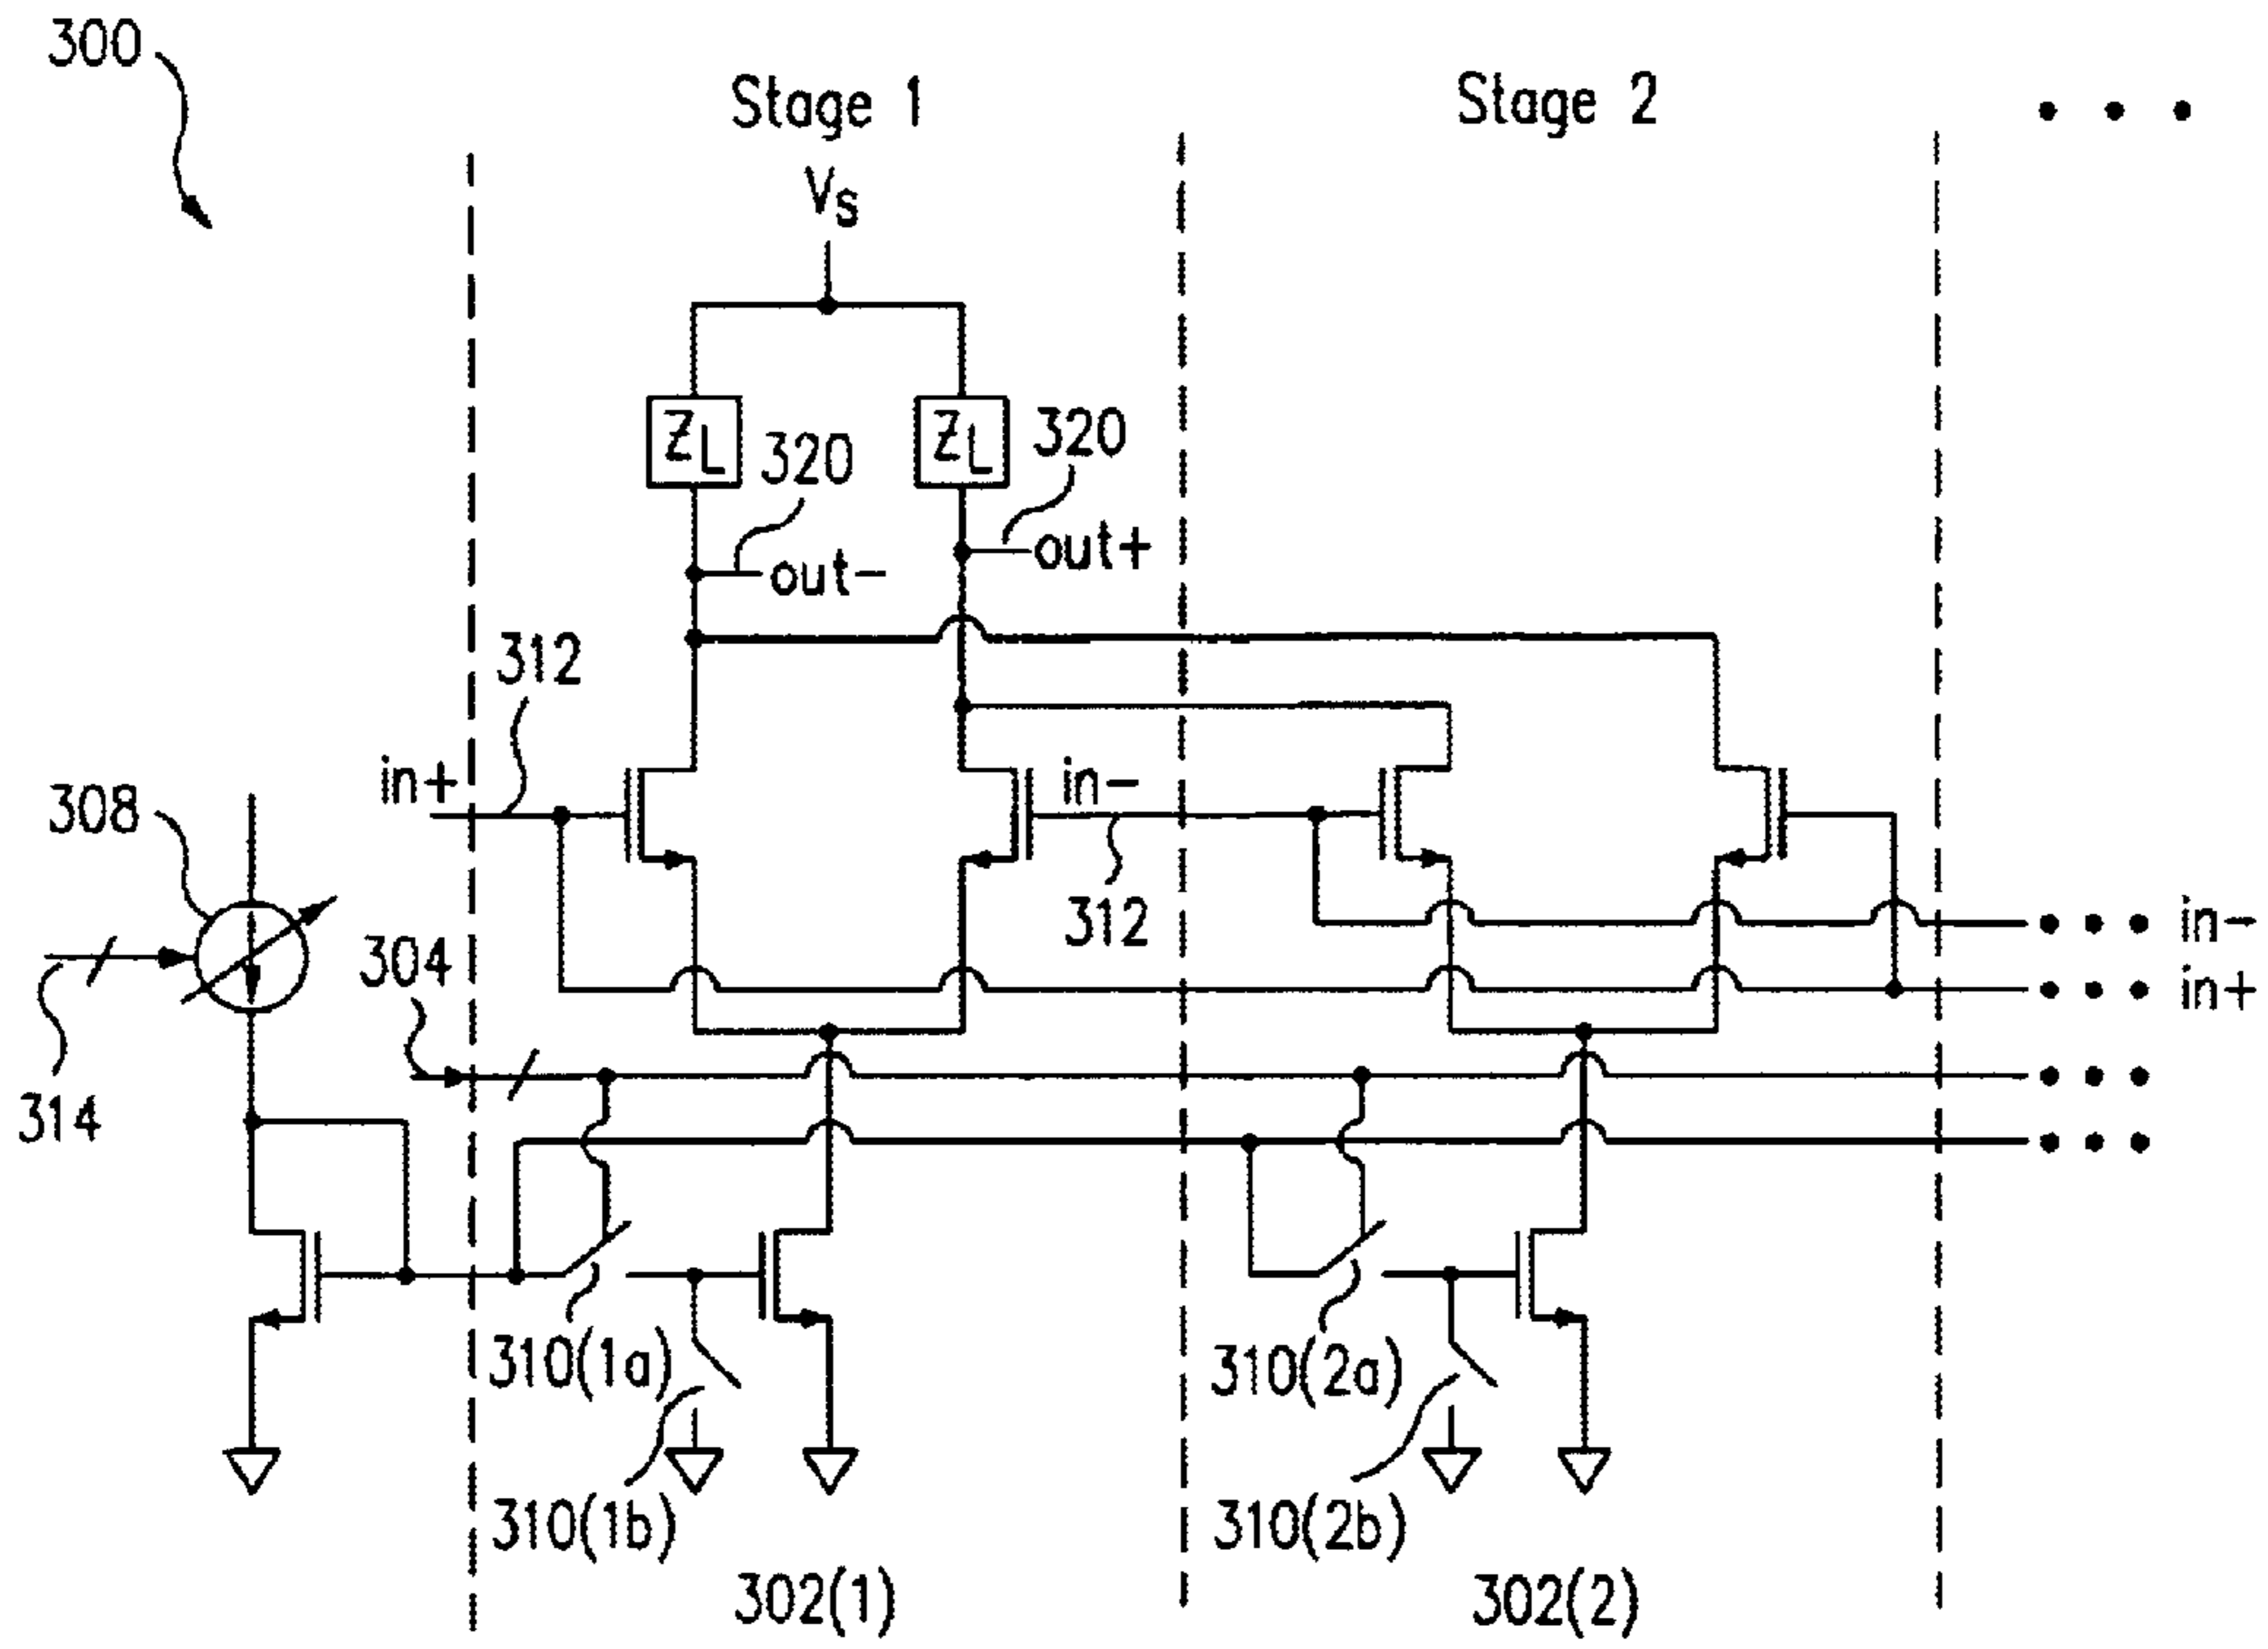 300
Stage 1
Stage 2
• • •
VS
ZL
ZL
320
320
out-
out+
312
in+
in-
308
312
in-
in+
304
314
310(1a)
310(2a)
310(1b)
310(2b)
302(1)
302(2)